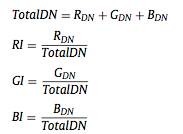 TotalDN = R_DN + G_DN + B_DN
RI = R_DN / TotalDN
GI = G_DN / TotalDN
BI = B_DN / TotalDN